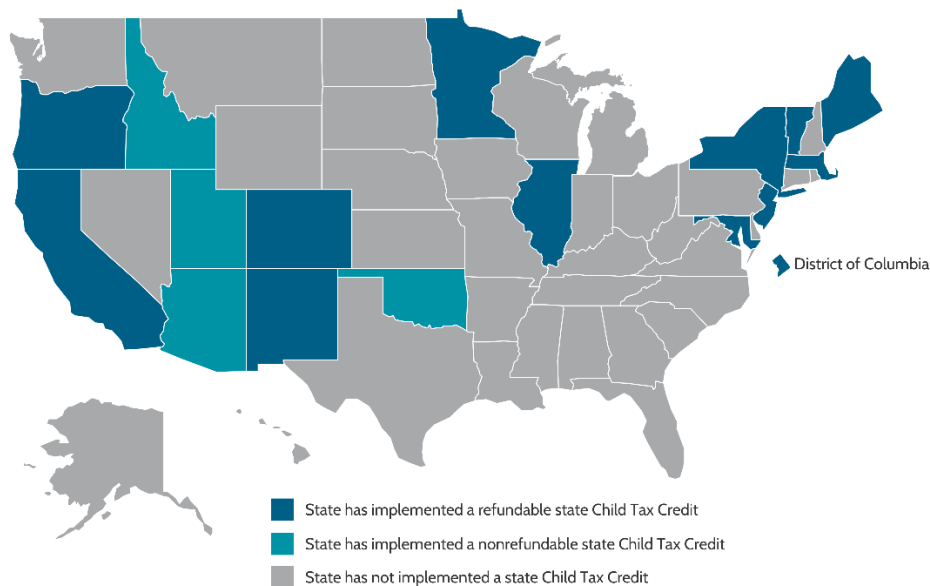 District of Columbia
State has implemented a refundable state Child Tax Credit
State has implemented a nonrefundable state Child Tax Credit
State has not implemented a state Child Tax Credit